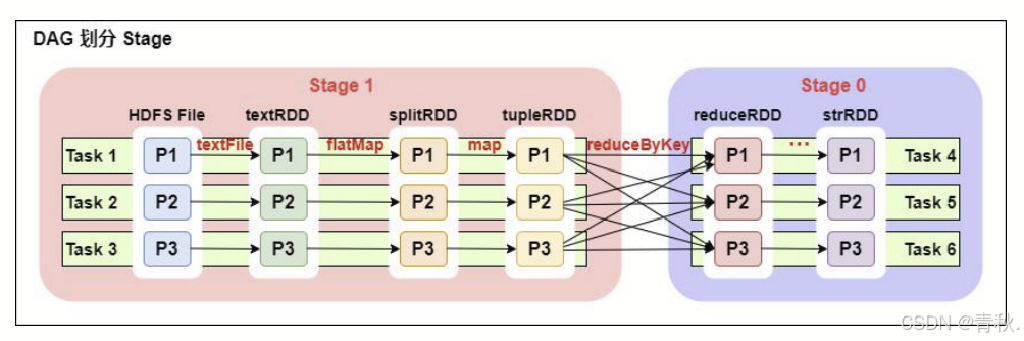 DAG 划分 Stage
Stage 1
Stage 0
HDFS File textRDD splitRDD tupleRDD reduceRDD strRDD
textFile flatMap map reduceByKey ...
Task 1 P1 P1 P1 P1 P1 P1 Task 4
Task 2 P2 P2 P2 P2 P2 P2 Task 5
Task 3 P3 P3 P3 P3 P3 P3 Task 6
CSDN @青秋.